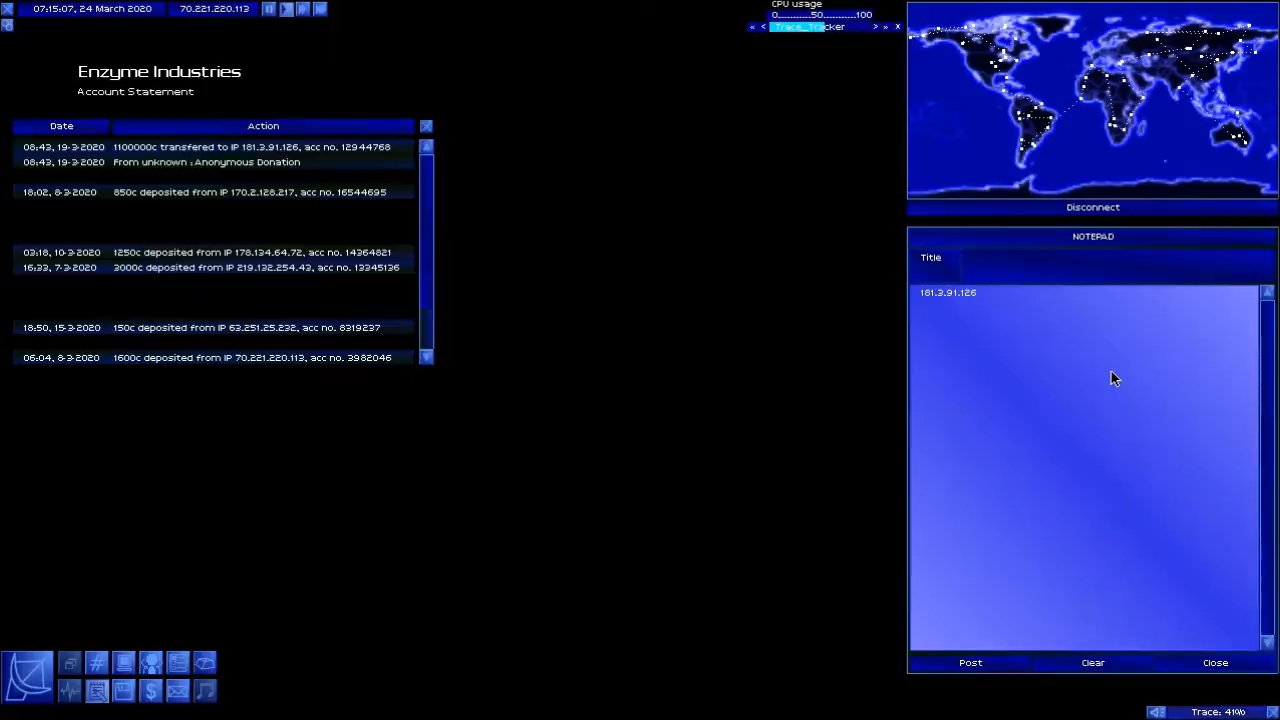 07:15:07, 24 March 2020 70.221.220.113
CPU usage
0..........50..........100
« < Trace_Tracker > » x
Enzyme Industries
Account Statement
Date Action
08:43, 19-3-2020 1100000c transfered to IP 181.3.91.126, acc no. 12944768
08:43, 19-3-2020 From unknown : Anonymous Donation
18:02, 8-3-2020 850c deposited from IP 170.2.128.217, acc no. 16544695
03:18, 10-3-2020 1250c deposited from IP 178.134.64.72, acc no. 14364821
16:33, 7-3-2020 3000c deposited from IP 219.132.254.43, acc no. 13345136
18:50, 15-3-2020 150c deposited from IP 63.251.25.232, acc no. 8319237
06:04, 8-3-2020 1600c deposited from IP 70.221.220.113, acc no. 3982046
Disconnect
NOTEPAD
Title
181.3.91.126
Post Clear Close
Trace: 41%